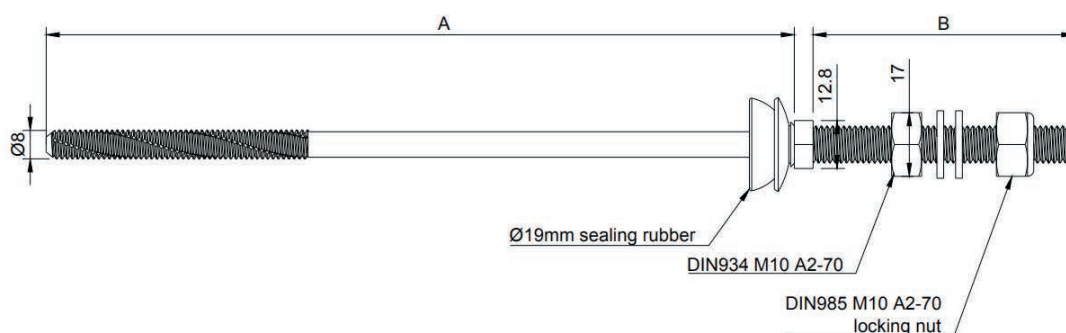 A
B
Ø8
12.8
17
Ø19mm sealing rubber
DIN934 M10 A2-70
DIN985 M10 A2-70
locking nut